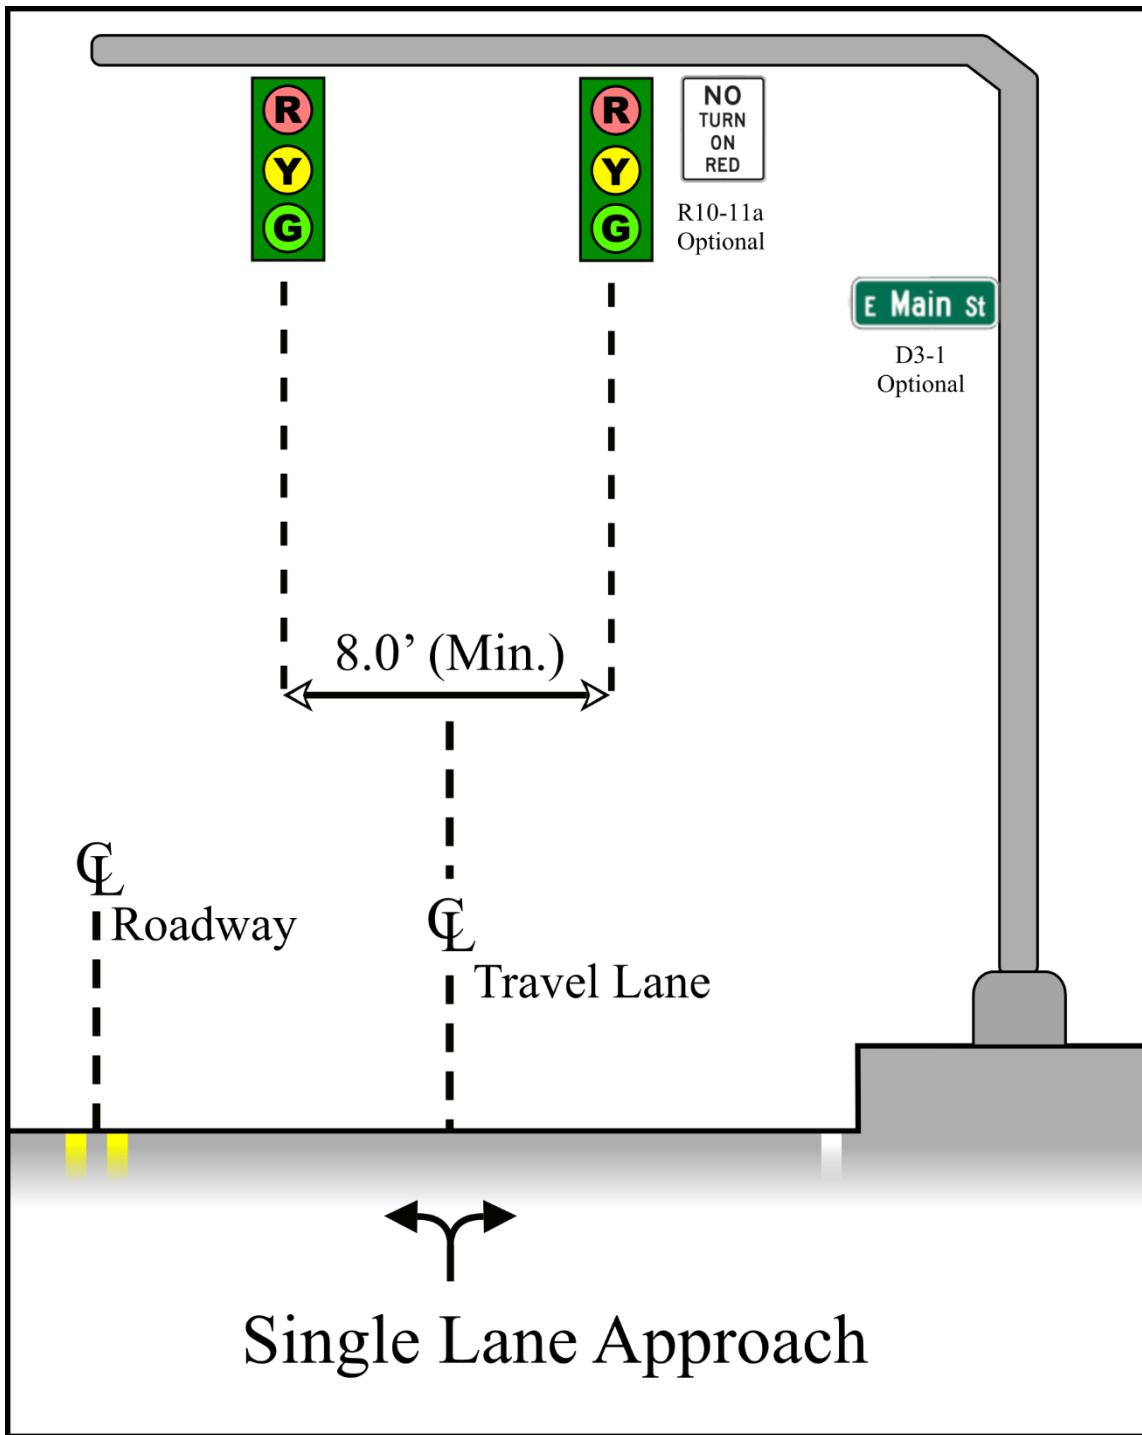 R
Y
G
R
Y
G
NO
TURN
ON
RED
R10-11a
Optional
E Main St
D3-1
Optional
8.0’ (Min.)
℄
Roadway
℄
Travel Lane
Single Lane Approach